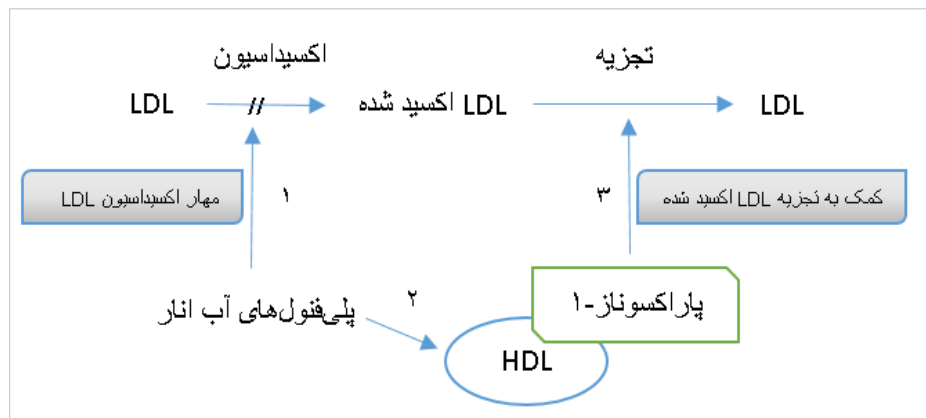 اکسیداسیون
تجزیه
LDL
//
LDL اکسید شده
LDL
مهار اکسیداسیون LDL
۱
۳
کمک به تجزیه LDL اکسید شده
پلی‌فنول‌های آب انار
۲
پاراکسوناز-۱
HDL